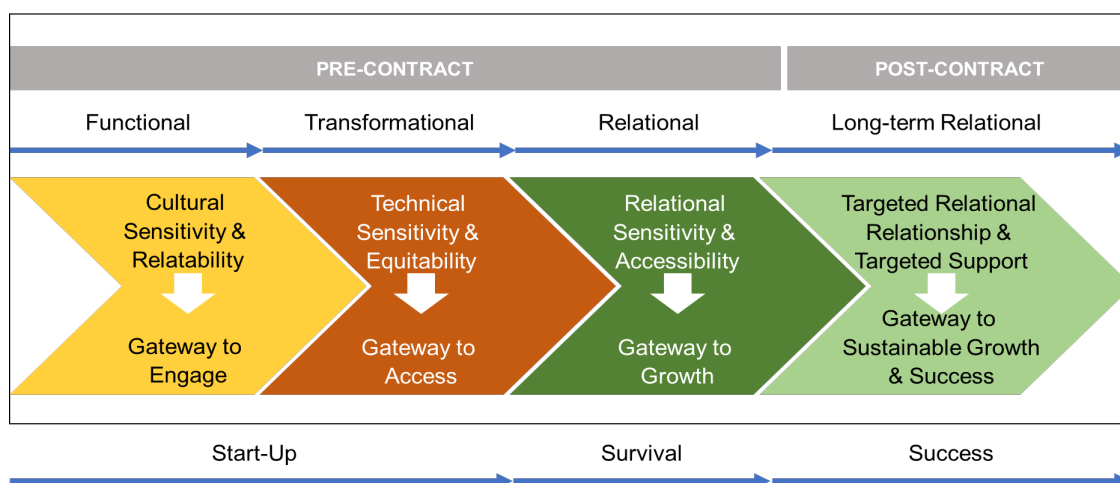 PRE-CONTRACT
POST-CONTRACT
Functional
Transformational
Relational
Long-term Relational
Cultural
Sensitivity &
Relatability
Gateway to
Engage
Technical
Sensitivity &
Equitability
Gateway to
Access
Relational
Sensitivity &
Accessibility
Gateway to
Growth
Targeted Relational
Relationship &
Targeted Support
Gateway to
Sustainable Growth
& Success
Start-Up
Survival
Success